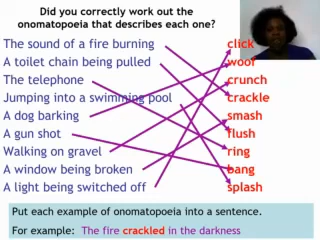 Did you correctly work out the
onomatopoeia that describes each one?
The sound of a fire burning click
A toilet chain being pulled woof
The telephone crunch
Jumping into a swimming pool crackle
A dog barking smash
A gun shot flush
Walking on gravel ring
A window being broken bang
A light being switched off splash
Put each example of onomatopoeia into a sentence.
For example: The fire crackled in the darkness